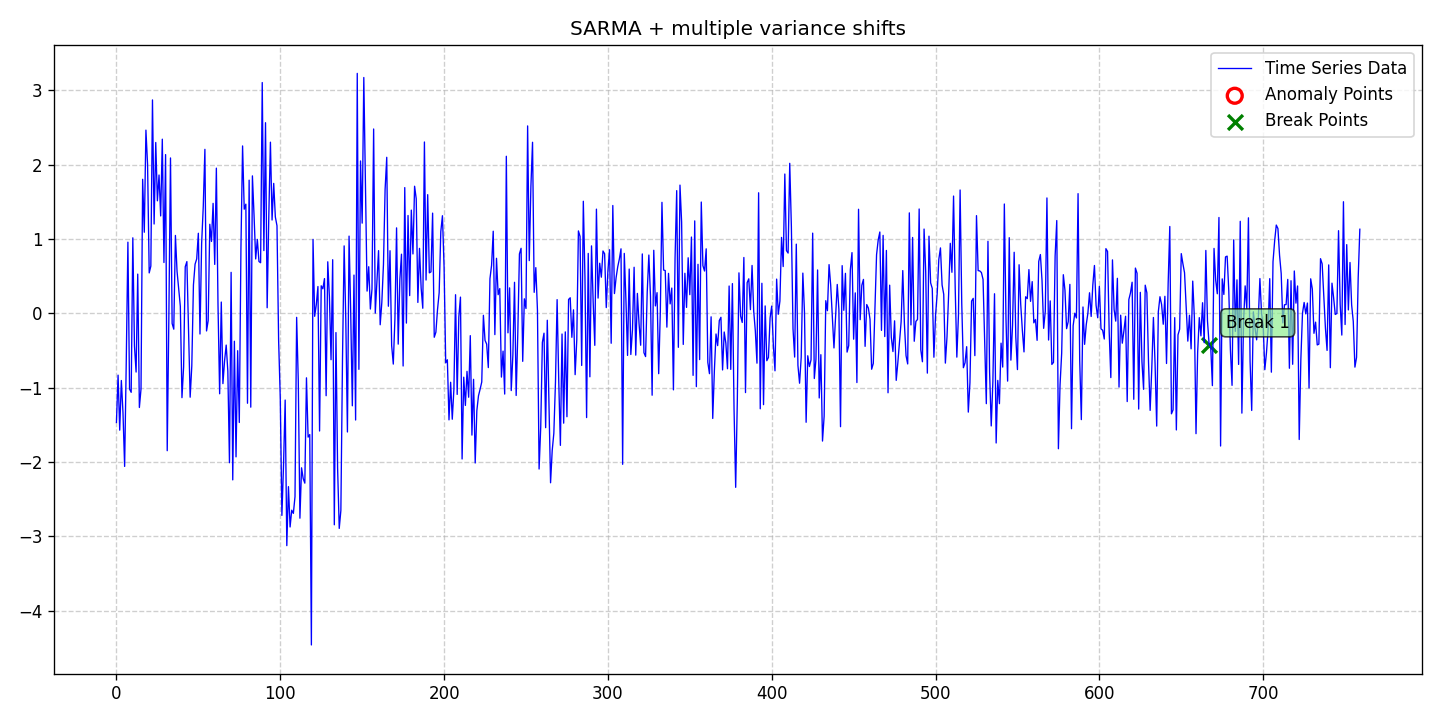 SARMA + multiple variance shifts
Time Series Data
Anomaly Points
Break Points
Break 1
3
2
1
0
−1
−2
−3
−4
0 100 200 300 400 500 600 700